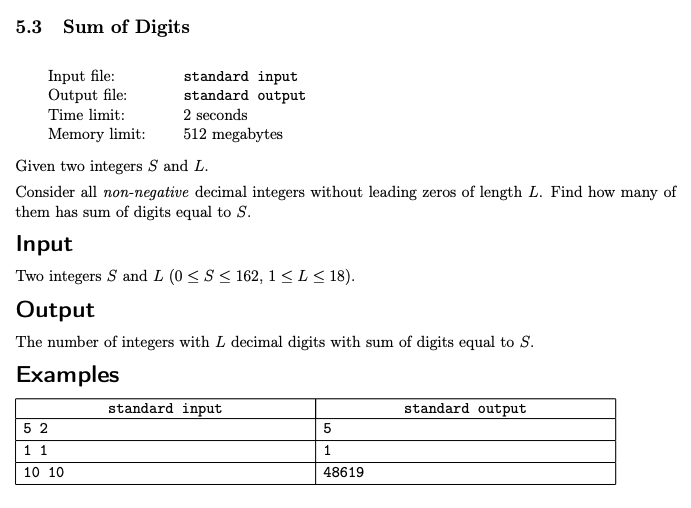 5.3 Sum of Digits
Input file: standard input
Output file: standard output
Time limit: 2 seconds
Memory limit: 512 megabytes
Given two integers S and L.
Consider all non-negative decimal integers without leading zeros of length L. Find how many of
them has sum of digits equal to S.
Input
Two integers S and L (0 ≤ S ≤ 162, 1 ≤ L ≤ 18).
Output
The number of integers with L decimal digits with sum of digits equal to S.
Examples
standard input standard output
5 2 5
1 1 1
10 10 48619